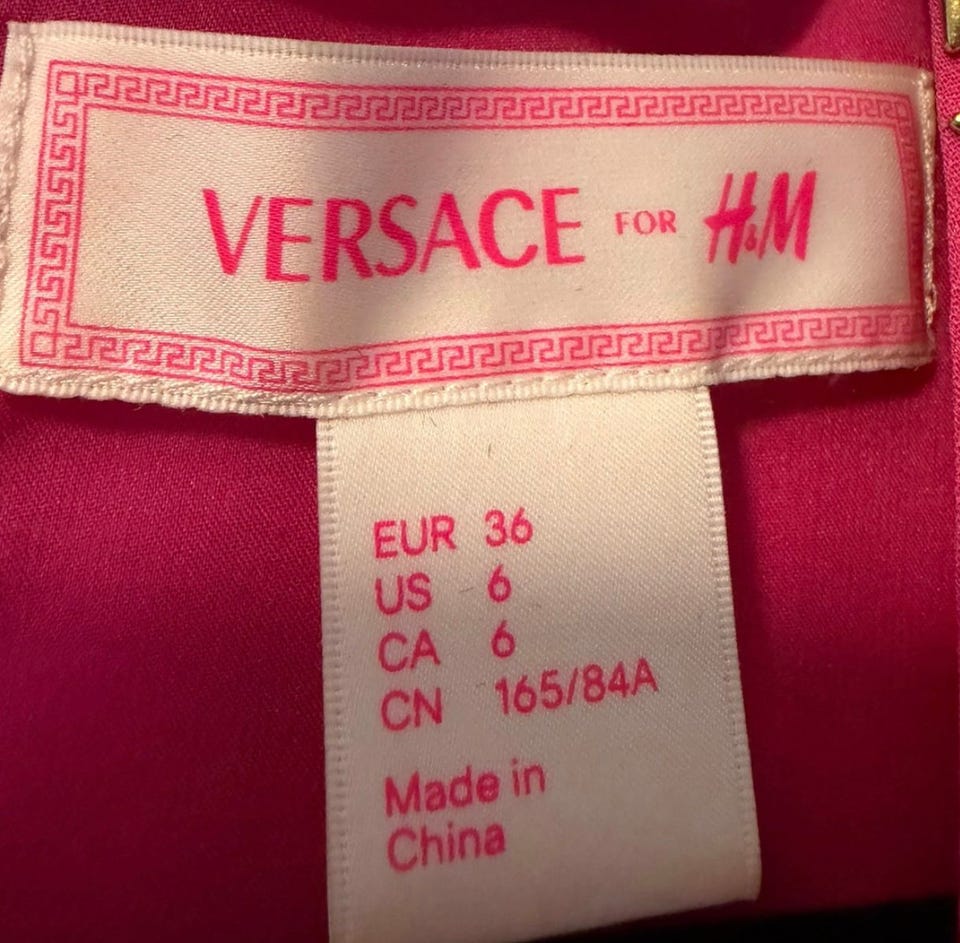 VERSACE FOR H&M
EUR 36
US 6
CA 6
CN 165/84A
Made in
China